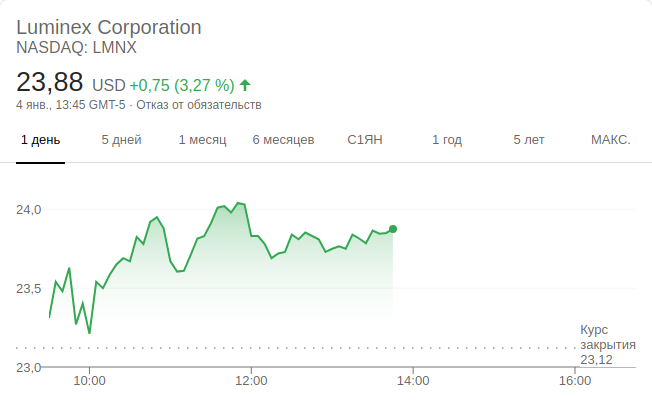 Luminex Corporation
NASDAQ: LMNX
23,88 USD +0,75 (3,27 %)
4 янв., 13:45 GMT-5 · Отказ от обязательств
1 день 5 дней 1 месяц 6 месяцев С1ЯН 1 год 5 лет МАКС.
24,0
23,5
Курс
закрытия
23,12
23,0
10:00 12:00 14:00 16:00